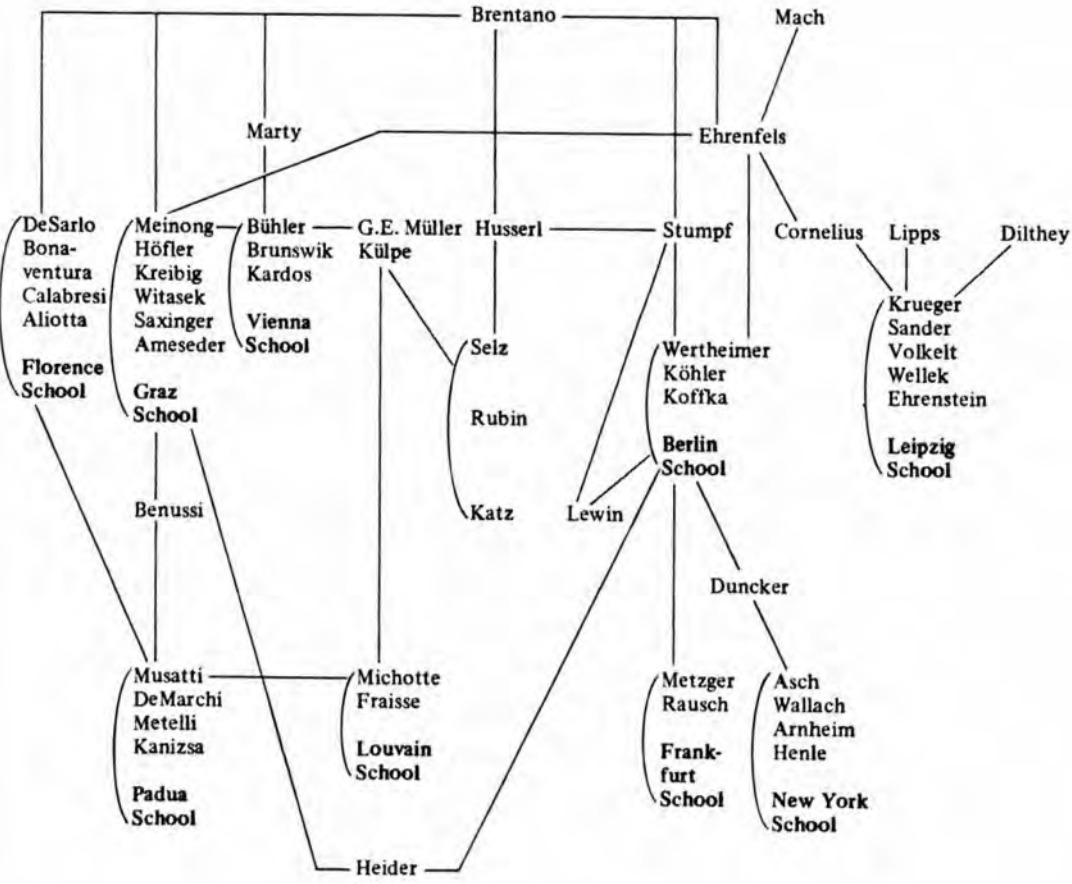 Brentano
Mach
Marty
Ehrenfels
DeSarlo
Bona-
ventura
Calabresi
Aliotta
Florence
School
Meinong
Höfler
Kreibig
Witasek
Saxinger
Ameseder
Graz
School
Bühler
Brunswik
Kardos
Vienna
School
G.E. Müller
Külpe
Husserl
Stumpf
Cornelius
Lipps
Dilthey
Selz
Rubin
Katz
Wertheimer
Köhler
Koffka
Berlin
School
Krueger
Sander
Volkelt
Wellek
Ehrenstein
Leipzig
School
Benussi
Lewin
Duncker
Musatti
DeMarchi
Metelli
Kanizsa
Padua
School
Michotte
Fraisse
Louvain
School
Metzger
Rausch
Frank-
furt
School
Asch
Wallach
Arnheim
Henle
New York
School
Heider